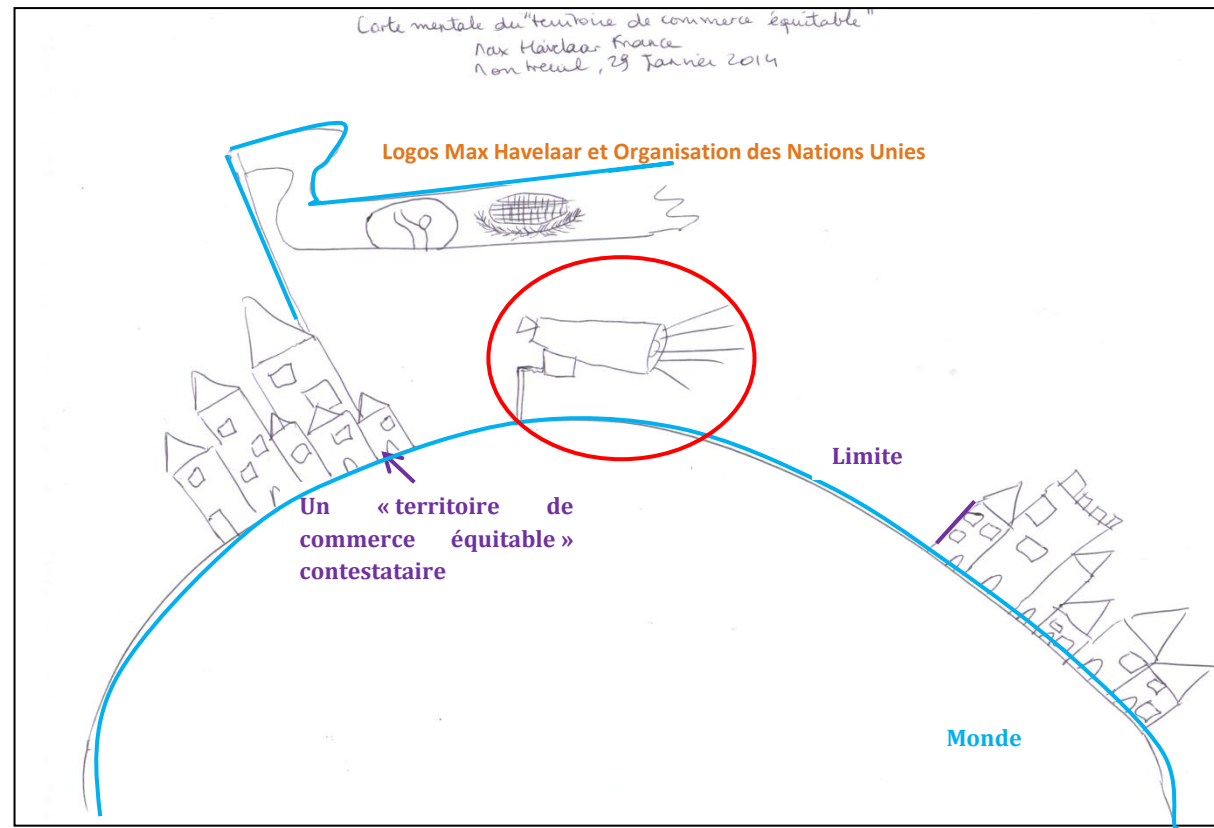 Carte mentale du "territoire de commerce équitable"
Max Havelaar France
Montreuil, 29 Janvier 2014
Logos Max Havelaar et Organisation des Nations Unies
Limite
Un « territoire de
commerce équitable »
contestataire
Monde